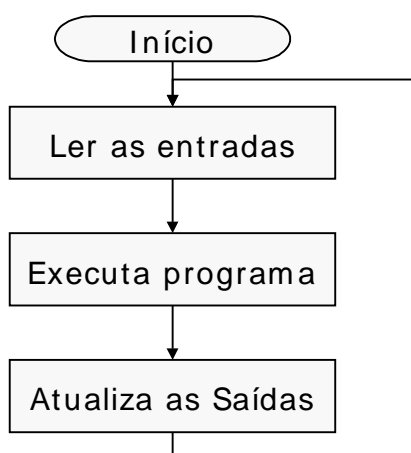 Início
Ler as entradas
Executa programa
Atualiza as Saídas